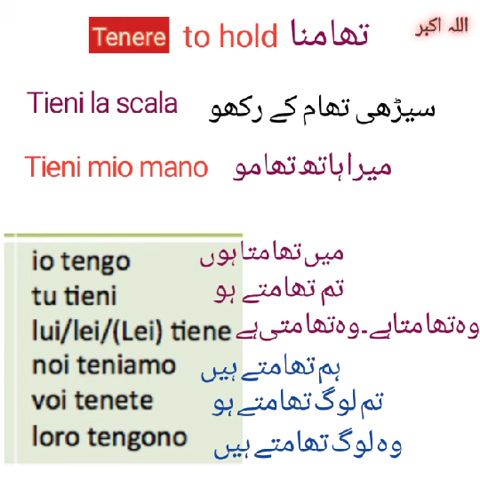 اللہ اکبر
Tenere to hold تھامنا
Tieni la scala سیڑھی تھام کے رکھو
Tieni mio mano میرا ہاتھ تھامو
io tengo میں تھامتا ہوں
tu tieni تم تھامتے ہو
lui/lei/(Lei) tiene وہ تھامتا ہے۔ وہ تھامتی ہے
noi teniamo ہم تھامتے ہیں
voi tenete تم لوگ تھامتے ہو
loro tengono وہ لوگ تھامتے ہیں